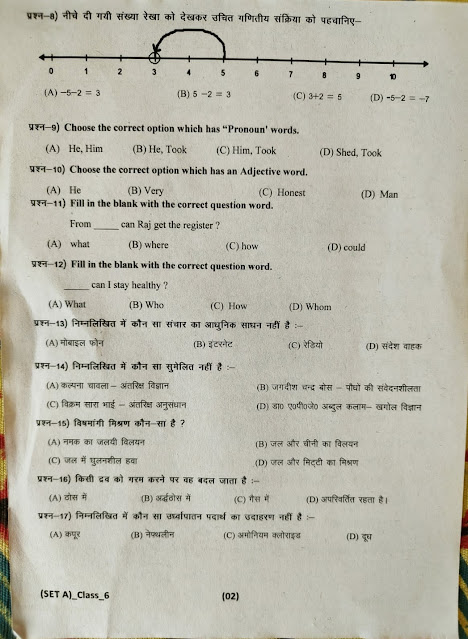 प्रश्न–8) नीचे दी गयी संख्या रेखा को देखकर उचित गणितीय संक्रिया को पहचानिए–
0 1 2 3 4 5 6 7 8 9 10
(A) –5–2 = 3 (B) 5 –2 = 3 (C) 3+2 = 5 (D) –5–2 = –7
प्रश्न–9) Choose the correct option which has “Pronoun' words.
(A) He, Him (B) He, Took (C) Him, Took (D) Shed, Took
प्रश्न–10) Choose the correct option which has an Adjective word.
(A) He (B) Very (C) Honest (D) Man
प्रश्न–11) Fill in the blank with the correct question word.
From _____ can Raj get the register ?
(A) what (B) where (C) how (D) could
प्रश्न–12) Fill in the blank with the correct question word.
_____ can I stay healthy ?
(A) What (B) Who (C) How (D) Whom
प्रश्न–13) निम्नलिखित में कौन सा संचार का आधुनिक साधन नहीं है :–
(A) मोबाइल फोन (B) इंटरनेट (C) रेडियो (D) संदेश वाहक
प्रश्न–14) निम्नलिखित में कौन सा सुमेलित नहीं है :–
(A) कल्पना चावला – अंतरिक्ष विज्ञान (B) जगदीश चन्द्र बोस – पौधों की संवेदनशीलता
(C) विक्रम सारा भाई – अंतरिक्ष अनुसंधान (D) डा० ए०पी०जे० अब्दुल कलाम– खगोल विज्ञान
प्रश्न–15) विषमांगी मिश्रण कौन–सा है ?
(A) नमक का जलयी विलयन (B) जल और चीनी का विलयन
(C) जल में घुलनशील हवा (D) जल और मिट्टी का मिश्रण
प्रश्न–16) किसी द्रव को गरम करने पर वह बदल जाता है :–
(A) ठोस में (B) अर्द्धठोस में (C) गैस में (D) अपरिवर्तित रहता है।
प्रश्न–17) निम्नलिखित में कौन सा उर्ध्वापातन पदार्थ का उदाहरण नहीं है :–
(A) कपूर (B) नेफ्थलीन (C) अमोनियम क्लोराइड (D) दूध
(SET A)_Class_6 (02)